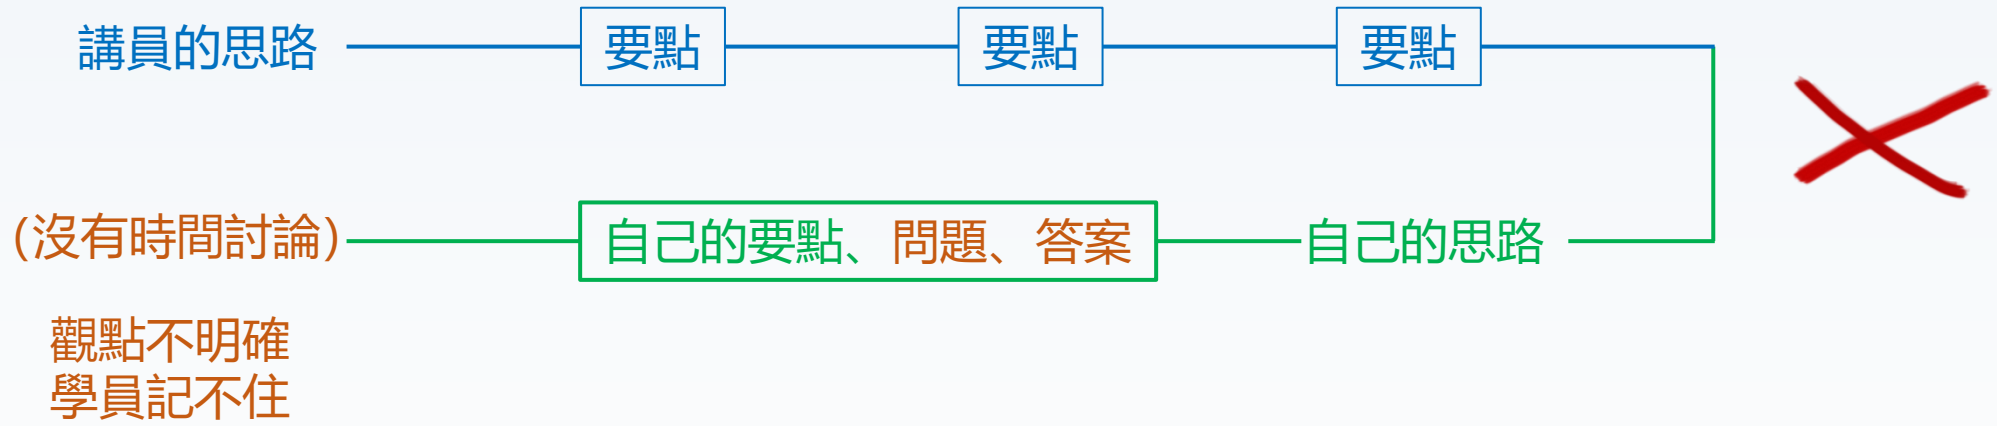 講員的思路 要點 要點 要點
(沒有時間討論) 自己的要點、問題、答案 自己的思路
觀點不明確
學員記不住